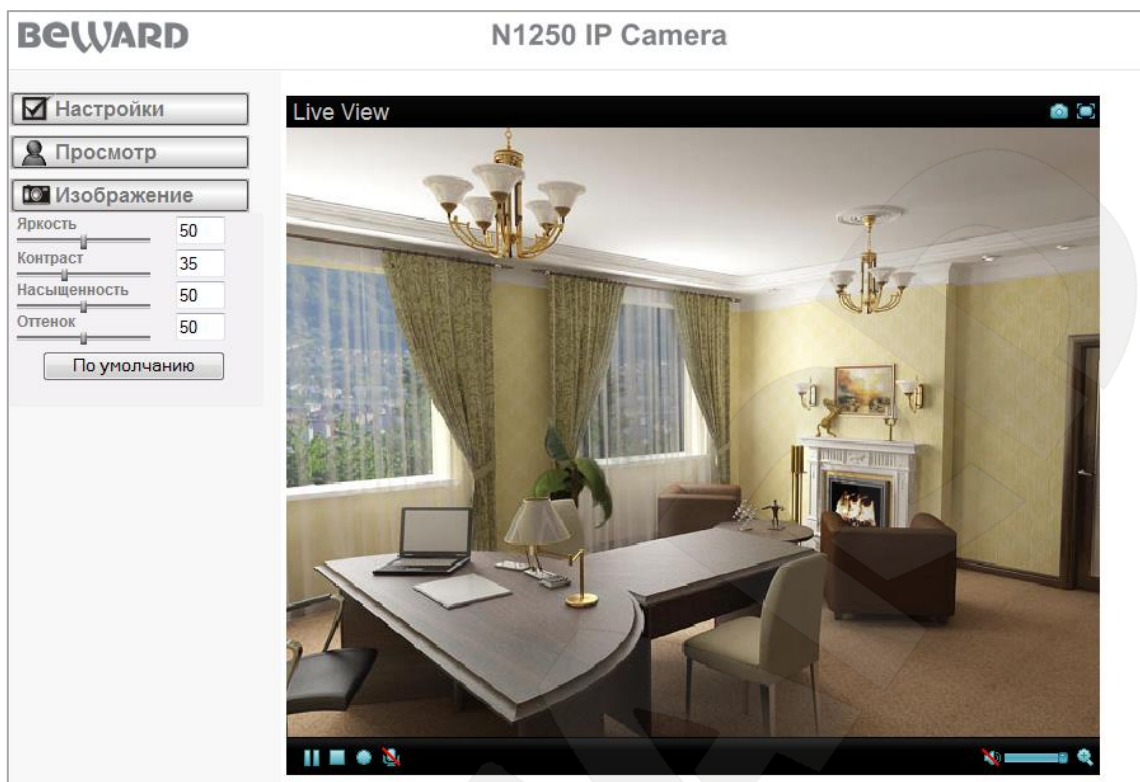 BEWARD
N1250 IP Camera
Настройки
Просмотр
Изображение
Яркость 50
Контраст 35
Насыщенность 50
Оттенок 50
По умолчанию
Live View